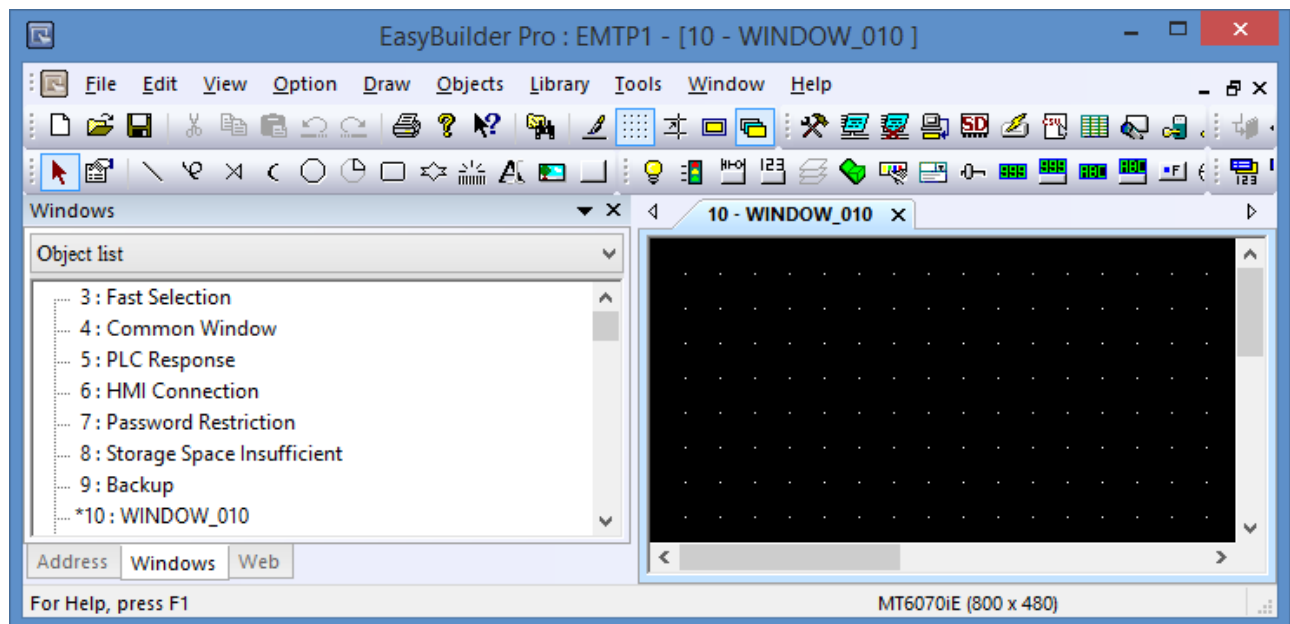 EasyBuilder Pro : EMTP1 - [10 - WINDOW_010 ]
File Edit View Option Draw Objects Library Tools Window Help
Windows
10 - WINDOW_010
Object list
3 : Fast Selection
4 : Common Window
5 : PLC Response
6 : HMI Connection
7 : Password Restriction
8 : Storage Space Insufficient
9 : Backup
*10 : WINDOW_010
Address Windows Web
For Help, press F1
MT6070iE (800 x 480)